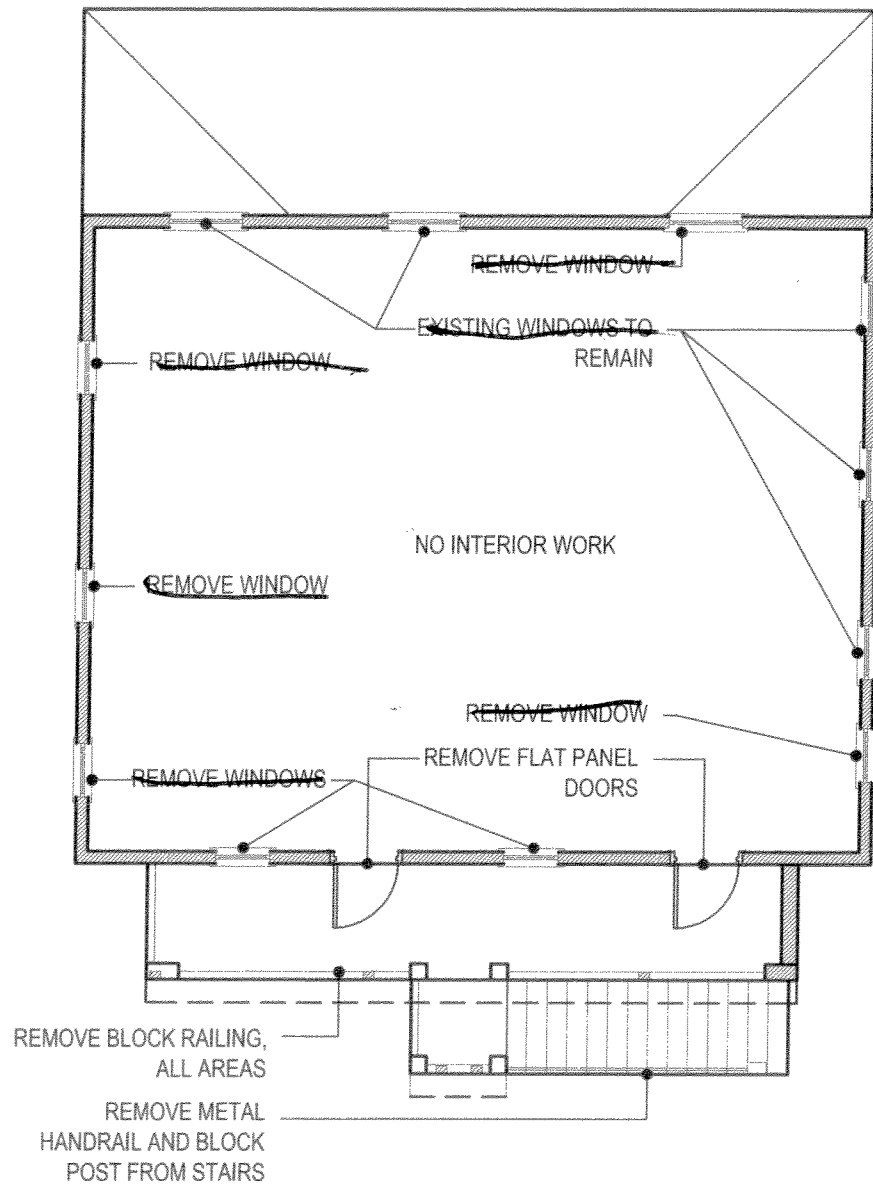 REMOVE WINDOW
EXISTING WINDOWS TO
REMAIN
REMOVE WINDOW
NO INTERIOR WORK
REMOVE WINDOW
REMOVE WINDOW
REMOVE FLAT PANEL
DOORS
REMOVE WINDOWS
REMOVE BLOCK RAILING,
ALL AREAS
REMOVE METAL
HANDRAIL AND BLOCK
POST FROM STAIRS